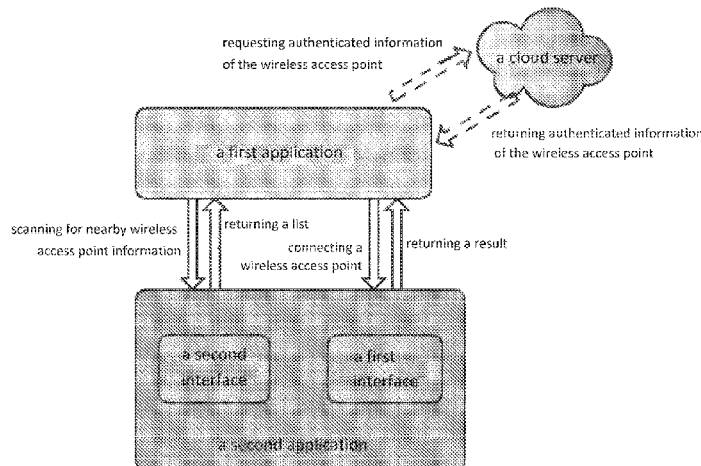 requesting authenticated information
of the wireless access point
a cloud server
returning authenticated information
of the wireless access point
a first application
scanning for nearby wireless
access point information
returning a list
connecting a
wireless access point
returning a result
a second
interface
a first
interface
a second application